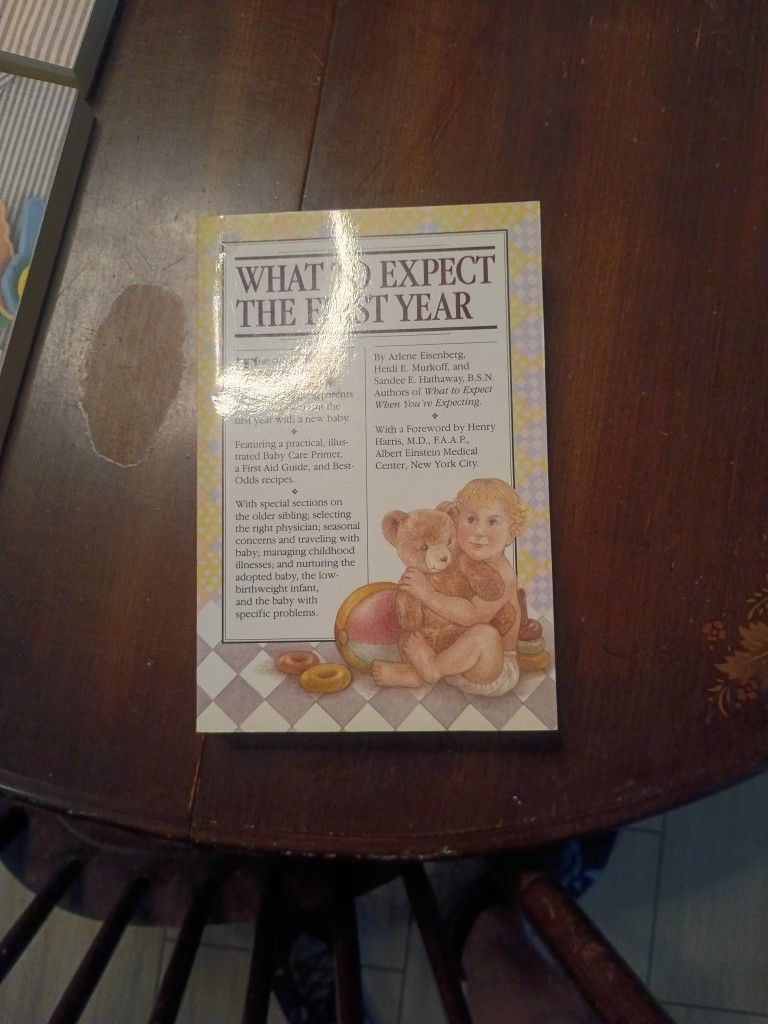 WHAT TO EXPECT
THE FIRST YEAR
The
parents
the
first year with a new baby.
Featuring a practical, illus-
trated Baby Care Primer,
a First Aid Guide, and Best-
Odds recipes.
With special sections on
the older sibling; selecting
the right physician; seasonal
concerns and traveling with
baby; managing childhood
illnesses; and nurturing the
adopted baby, the low-
birthweight infant,
and the baby with
specific problems.
By Arlene Eisenberg,
Heidi E. Murkoff, and
Sandee E. Hathaway, B.S.N.
Authors of What to Expect
When You're Expecting.
With a Foreword by Henry
Harris, M.D., F.A.A.P.,
Albert Einstein Medical
Center, New York City.